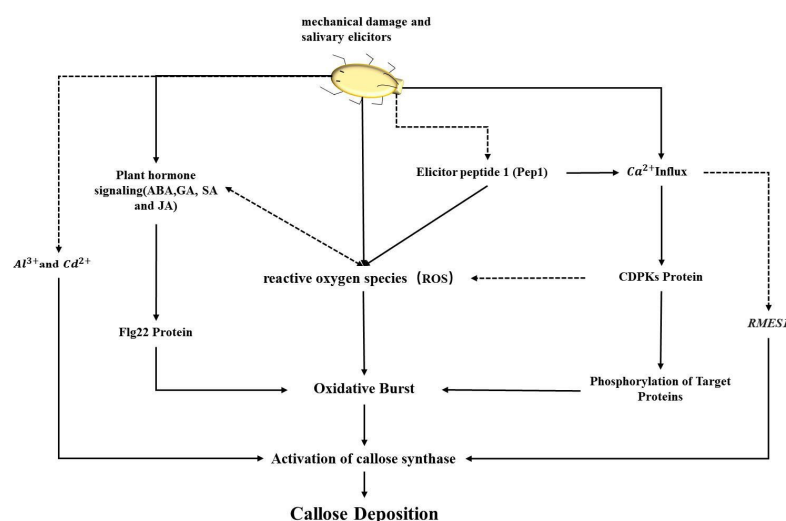 mechanical damage and
salivary elicitors
Plant hormone
signaling(ABA,GA, SA
and JA)
Elicitor peptide 1 (Pep1)
Ca²⁺Influx
Al³⁺and Cd²⁺
reactive oxygen species (ROS)
CDPKs Protein
RMES1
Flg22 Protein
Oxidative Burst
Phosphorylation of Target
Proteins
Activation of callose synthase
Callose Deposition